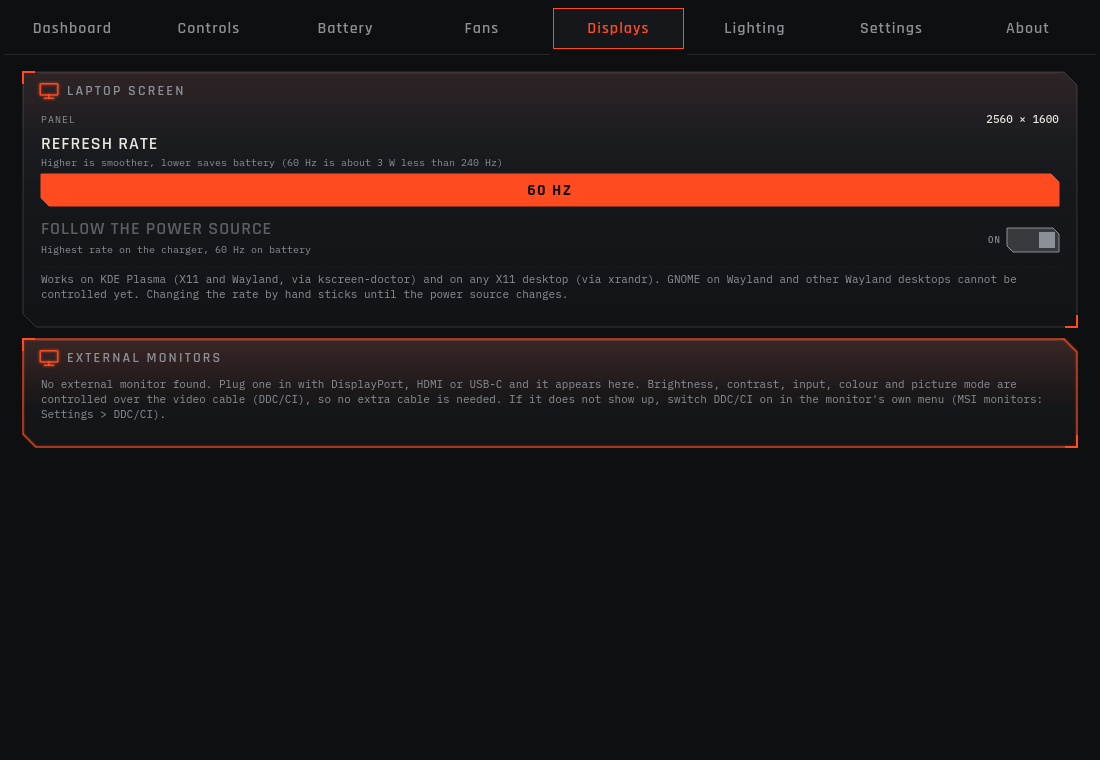 Dashboard Controls Battery Fans Displays Lighting Settings About
LAPTOP SCREEN
PANEL 2560 × 1600
REFRESH RATE
Higher is smoother, lower saves battery (60 Hz is about 3 W less than 240 Hz)
60 HZ
FOLLOW THE POWER SOURCE
Highest rate on the charger, 60 Hz on battery
ON
Works on KDE Plasma (X11 and Wayland, via kscreen-doctor) and on any X11 desktop (via xrandr). GNOME on Wayland and other Wayland desktops cannot be
controlled yet. Changing the rate by hand sticks until the power source changes.
EXTERNAL MONITORS
No external monitor found. Plug one in with DisplayPort, HDMI or USB-C and it appears here. Brightness, contrast, input, colour and picture mode are
controlled over the video cable (DDC/CI), so no extra cable is needed. If it does not show up, switch DDC/CI on in the monitor's own menu (MSI monitors:
Settings > DDC/CI).